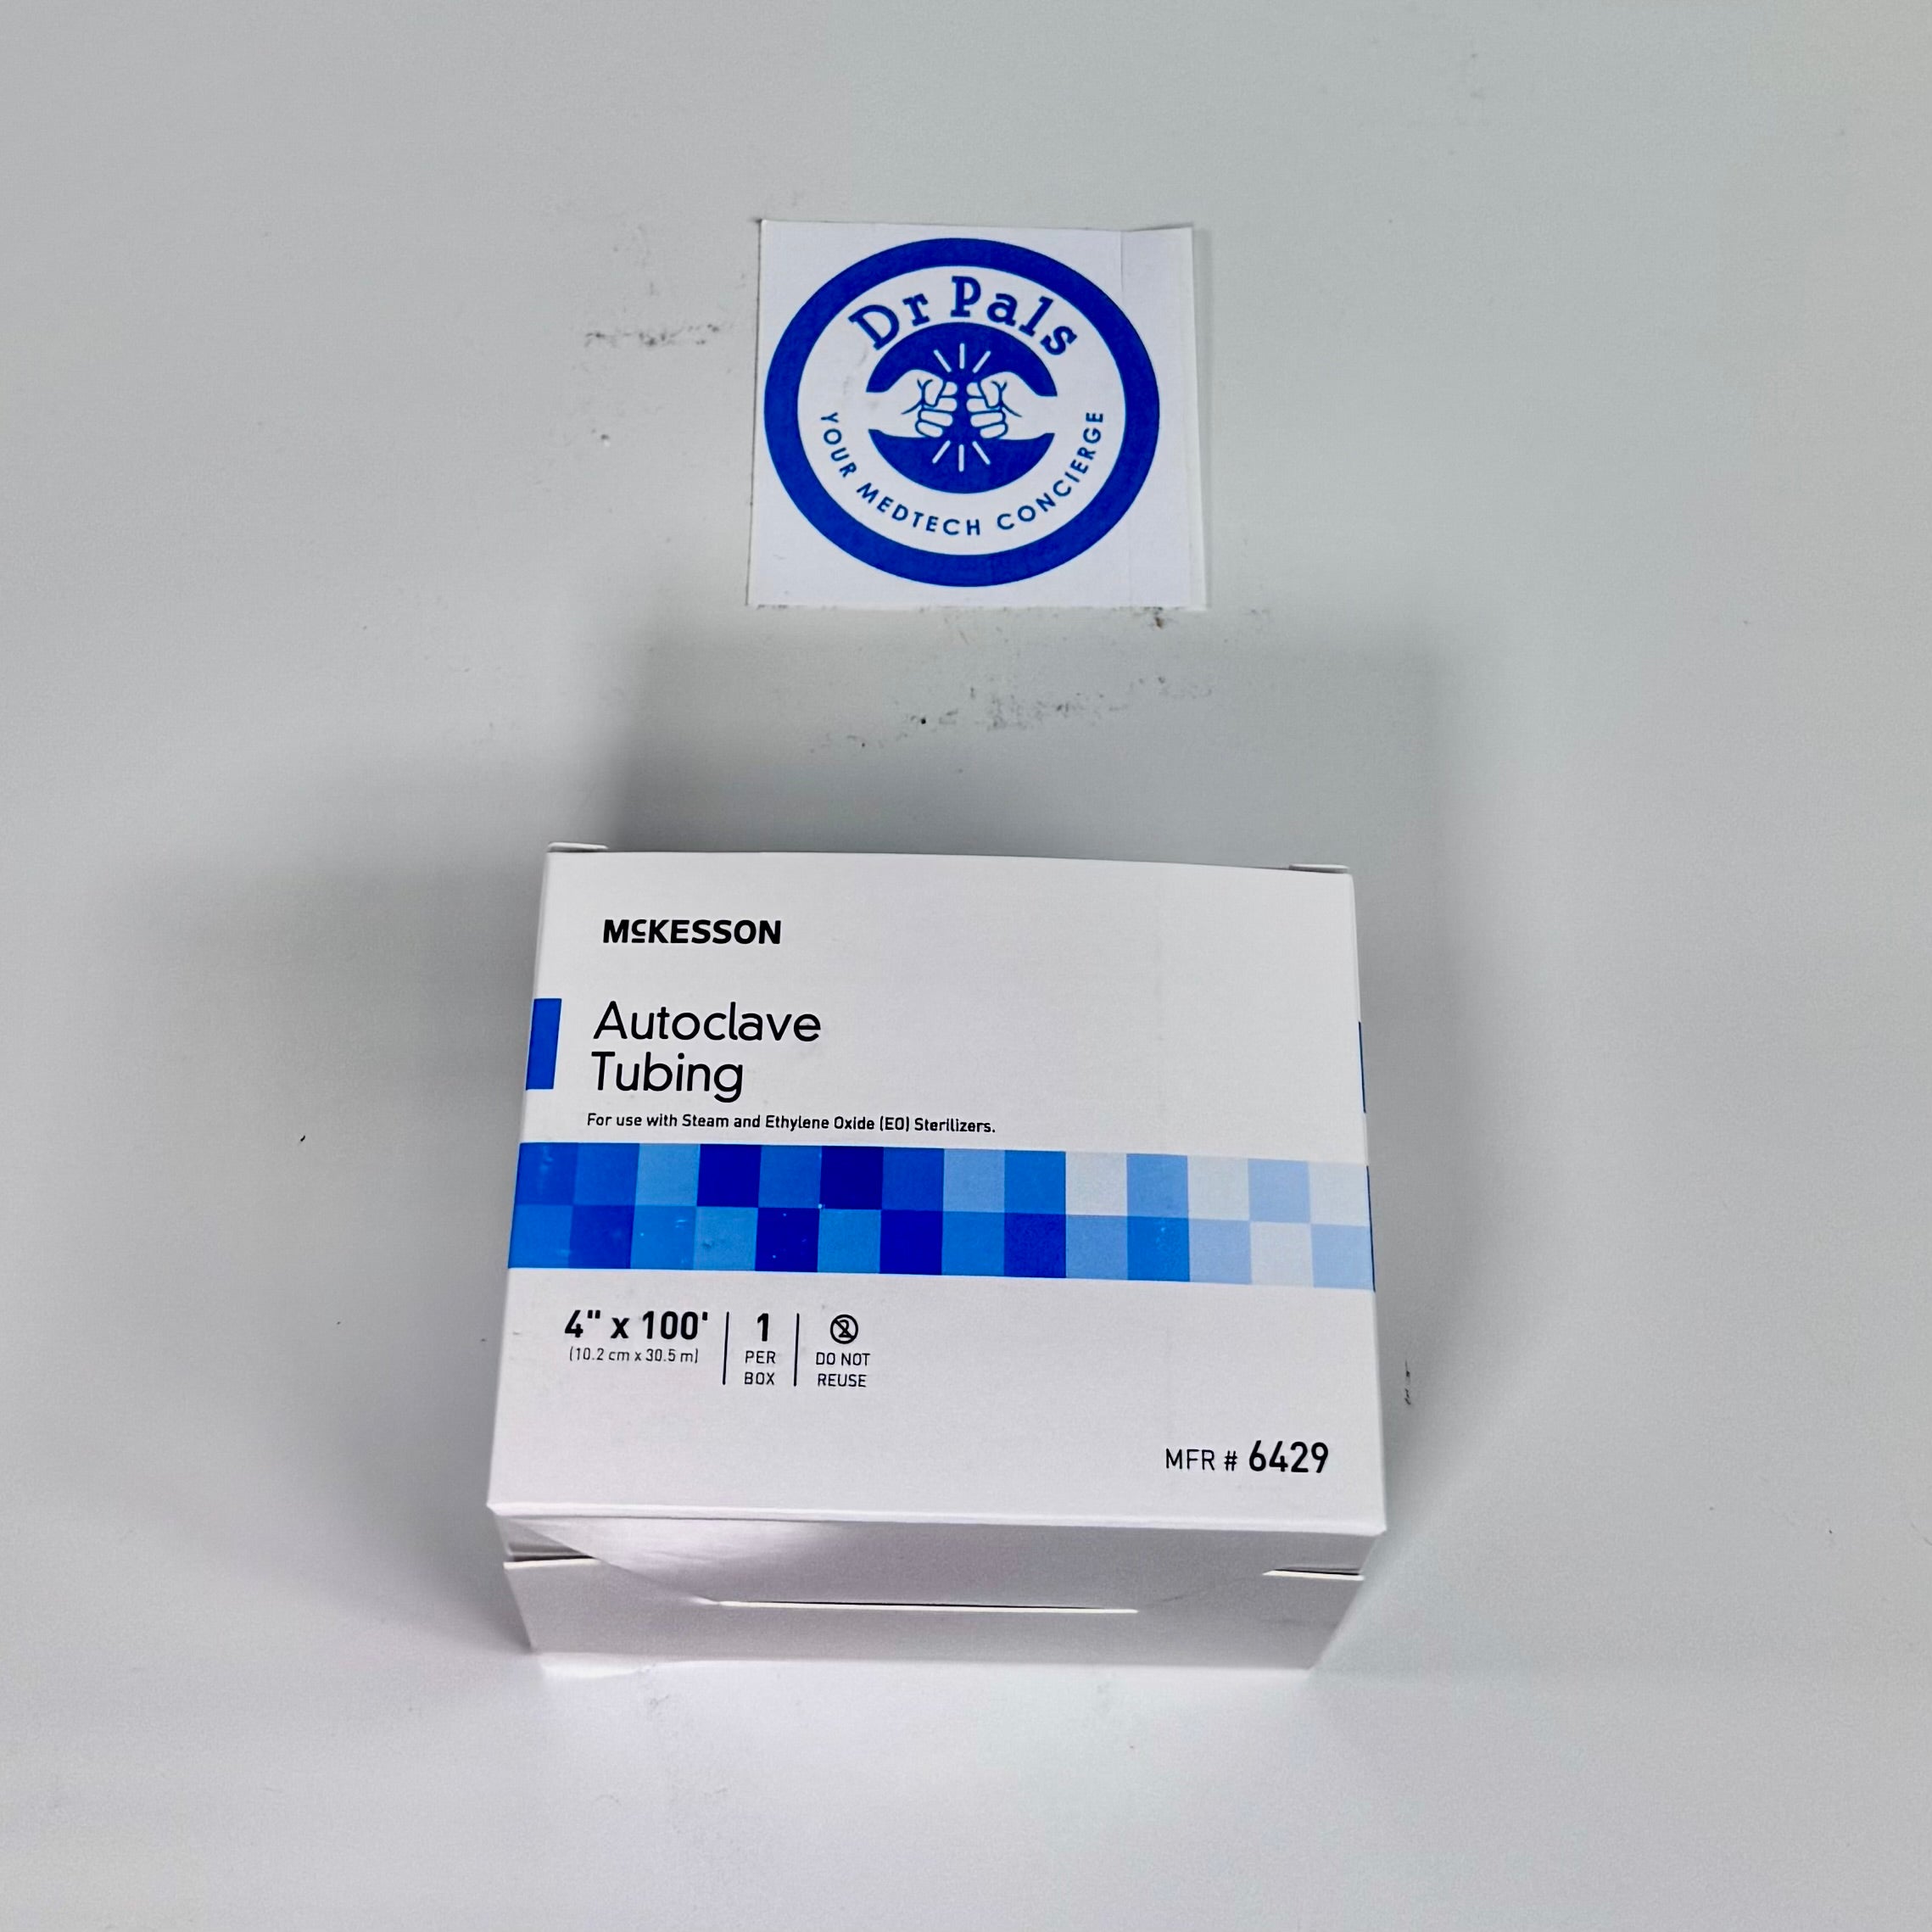 Dr Pals
YOUR MEDTECH CONCIERGE
McKESSON
Autoclave
Tubing
For use with Steam and Ethylene Oxide (EO) Sterilizers.
4" x 100'
(10.2 cm x 30.5 m)
1
PER
BOX
2
DO NOT
REUSE
MFR # 6429